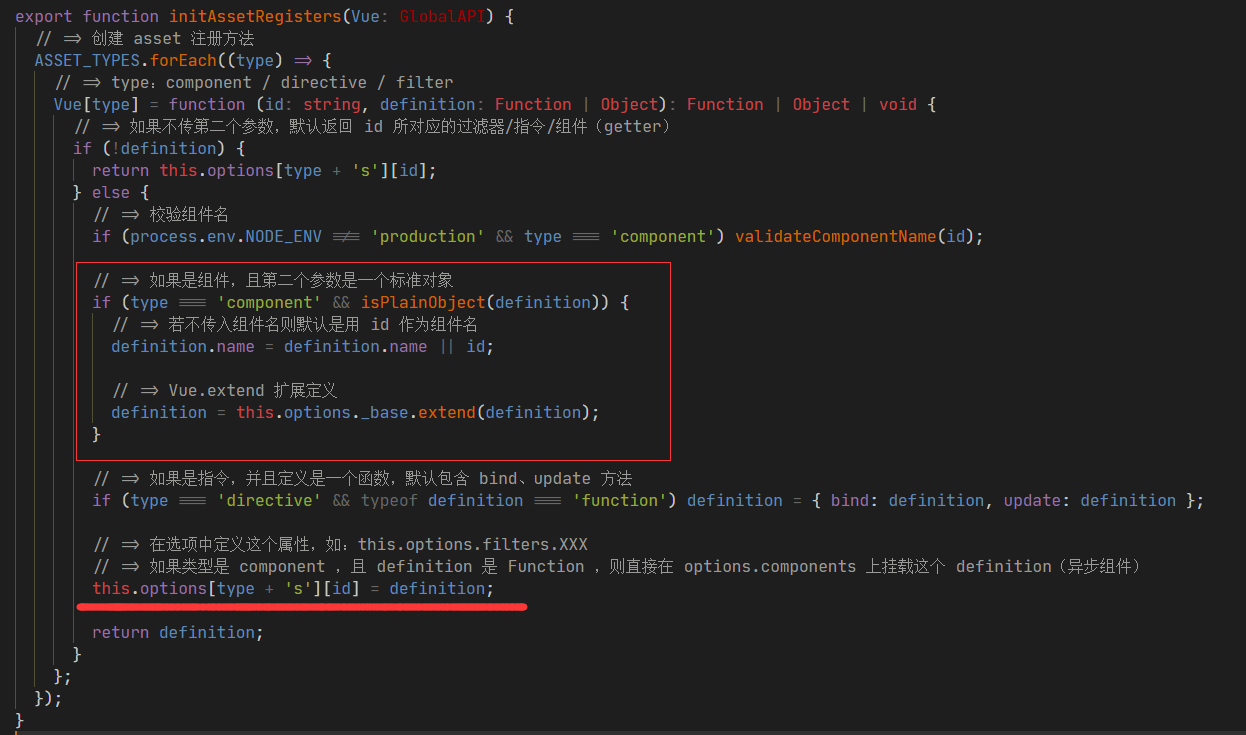 export function initAssetRegisters(Vue: GlobalAPI) {
// => 创建 asset 注册方法
ASSET_TYPES.forEach((type) => {
// => type：component / directive / filter
Vue[type] = function (id: string, definition: Function | Object): Function | Object | void {
// => 如果不传第二个参数，默认返回 id 所对应的过滤器/指令/组件（getter）
if (!definition) {
return this.options[type + 's'][id];
} else {
// => 校验组件名
if (process.env.NODE_ENV !== 'production' && type === 'component') validateComponentName(id);
// => 如果是组件，且第二个参数是一个标准对象
if (type === 'component' && isPlainObject(definition)) {
// => 若不传入组件名则默认是用 id 作为组件名
definition.name = definition.name || id;
// => Vue.extend 扩展定义
definition = this.options._base.extend(definition);
}
// => 如果是指令，并且定义是一个函数，默认包含 bind、update 方法
if (type === 'directive' && typeof definition === 'function') definition = { bind: definition, update: definition };
// => 在选项中定义这个属性，如：this.options.filters.XXX
// => 如果类型是 component ，且 definition 是 Function ，则直接在 options.components 上挂载这个 definition（异步组件）
this.options[type + 's'][id] = definition;
return definition;
}
};
});
}